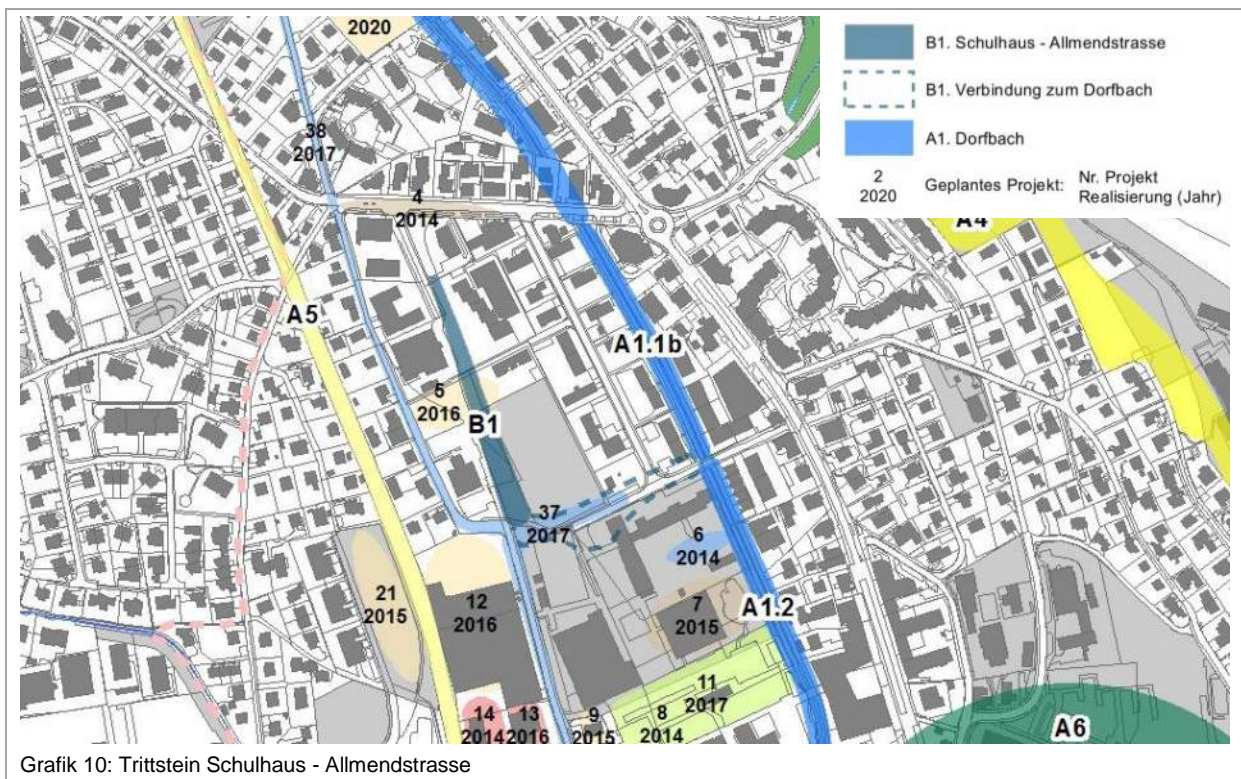 2020
B1. Schulhaus - Allmendstrasse
B1. Verbindung zum Dorfbach
A1. Dorfbach
2
2020
Geplantes Projekt:
Nr. Projekt
Realisierung (Jahr)
38
2017
4
2014
A4
A5
A1.1b
5
2016
B1
37
2017
6
2014
21
2015
12
2016
7
2015
A1.2
11
2017
14
2014
13
2016
9
2015
8
2014
A6
Grafik 10: Trittstein Schulhaus - Allmendstrasse